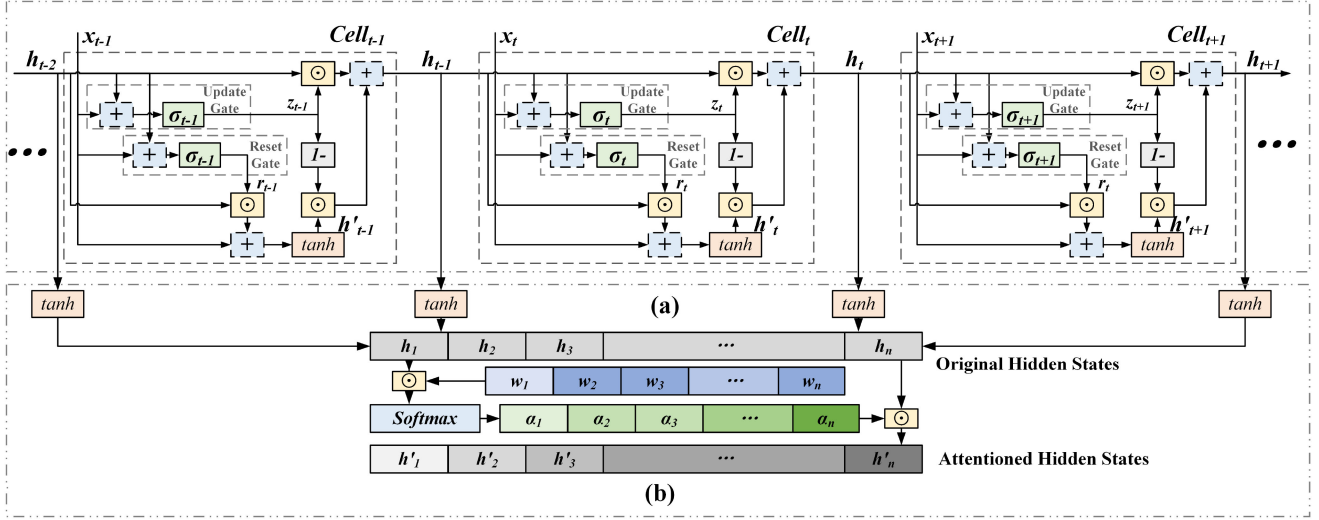 x_{t-1} Cell_{t-1} x_t Cell_t x_{t+1} Cell_{t+1}
h_{t-2} h_{t-1} h_t h_{t+1}
⊙ + ⊙ + ⊙ +
Update Gate Update Gate Update Gate
+ σ_{t-1} z_{t-1} + σ_t z_t + σ_{t+1} z_{t+1}
••• + σ_{t-1} Reset Gate 1- + σ_t Reset Gate 1- + σ_{t+1} Reset Gate 1- •••
r_{t-1} r_t r_t
⊙ ⊙ ⊙ ⊙ ⊙ ⊙
h'_{t-1} h'_t h'_{t+1}
+ tanh + tanh + tanh
tanh tanh (a) tanh tanh
h_1 h_2 h_3 ··· h_n
Original Hidden States
⊙ w_1 w_2 w_3 ··· w_n
Softmax α_1 α_2 α_3 ··· α_n ⊙
h'_1 h'_2 h'_3 ··· h'_n Attentioned Hidden States
(b)